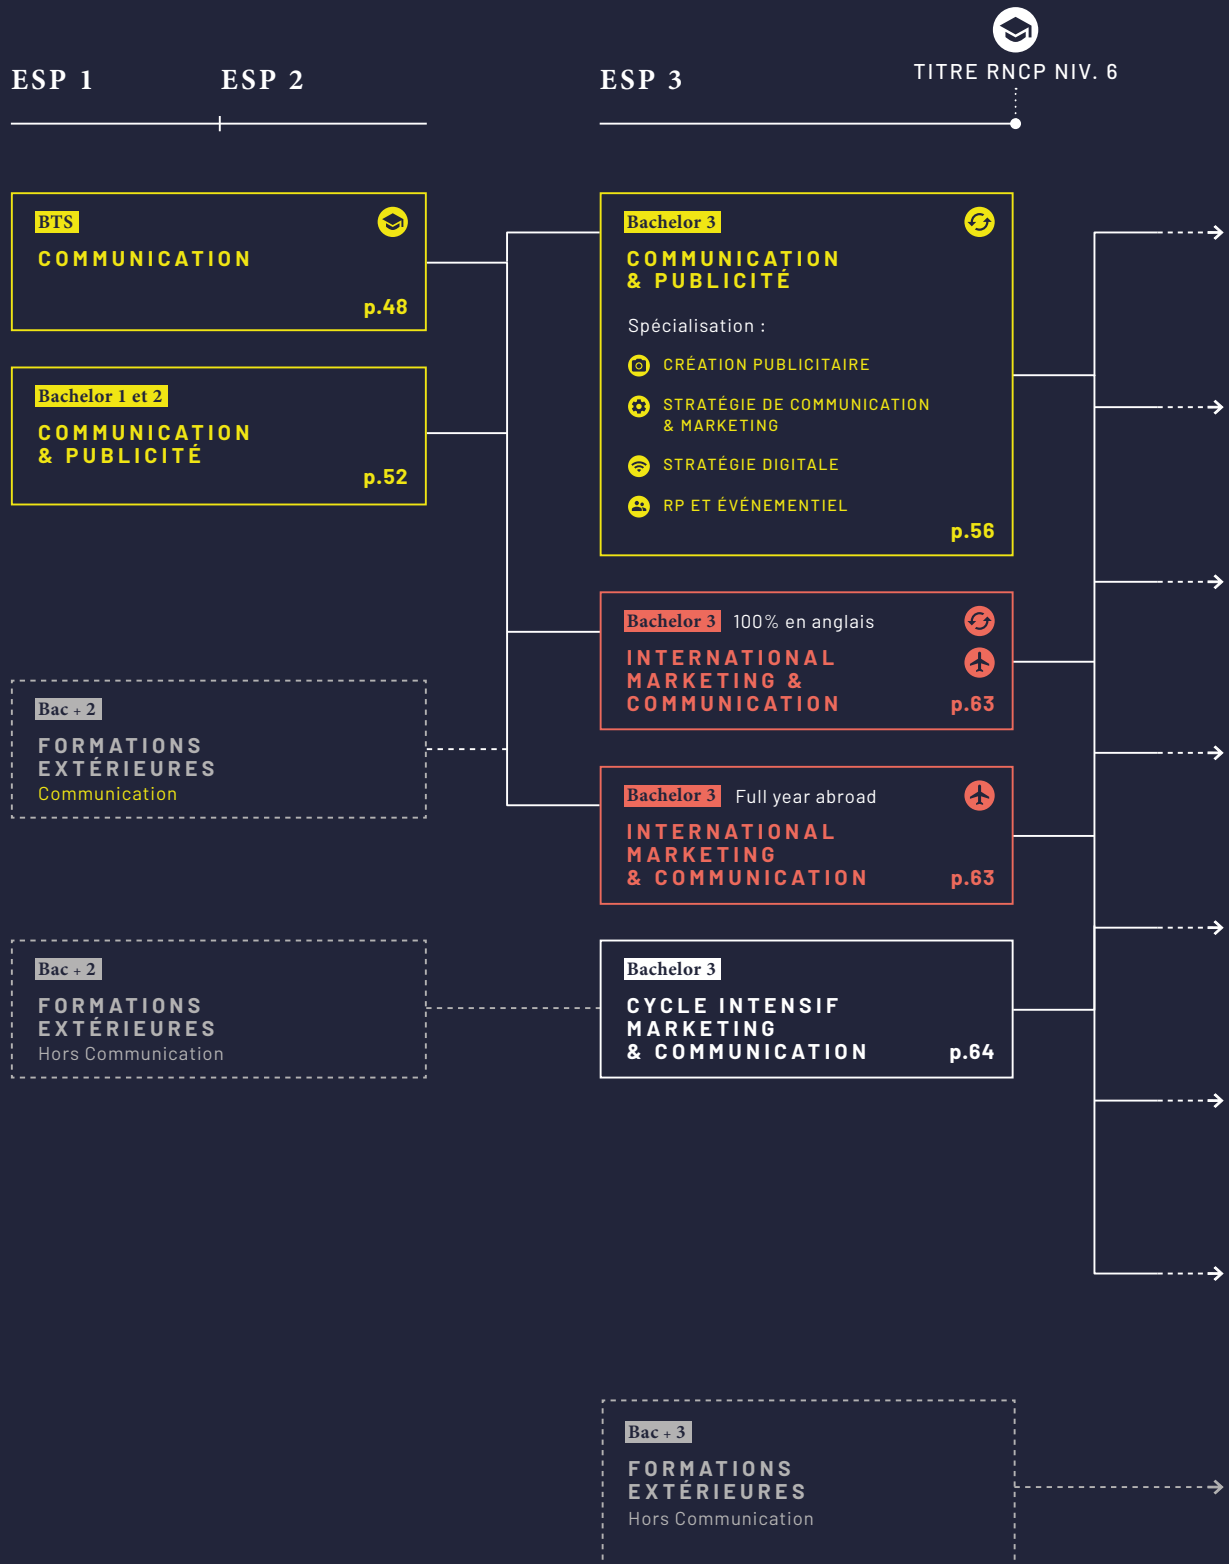 TITRE RNCP NIV. 6
ESP 1
ESP 2
ESP 3
BTS
COMMUNICATION
p.48
Bachelor 1 et 2
COMMUNICATION
& PUBLICITÉ
p.52
Bac + 2
FORMATIONS
EXTÉRIEURES
Communication
Bac + 2
FORMATIONS
EXTÉRIEURES
Hors Communication
Bachelor 3
COMMUNICATION
& PUBLICITÉ
Spécialisation :
CRÉATION PUBLICITAIRE
STRATÉGIE DE COMMUNICATION
& MARKETING
STRATÉGIE DIGITALE
RP ET ÉVÉNEMENTIEL
p.56
Bachelor 3 100% en anglais
INTERNATIONAL
MARKETING &
COMMUNICATION
p.63
Bachelor 3 Full year abroad
INTERNATIONAL
MARKETING
& COMMUNICATION
p.63
Bachelor 3
CYCLE INTENSIF
MARKETING
& COMMUNICATION
p.64
Bac + 3
FORMATIONS
EXTÉRIEURES
Hors Communication